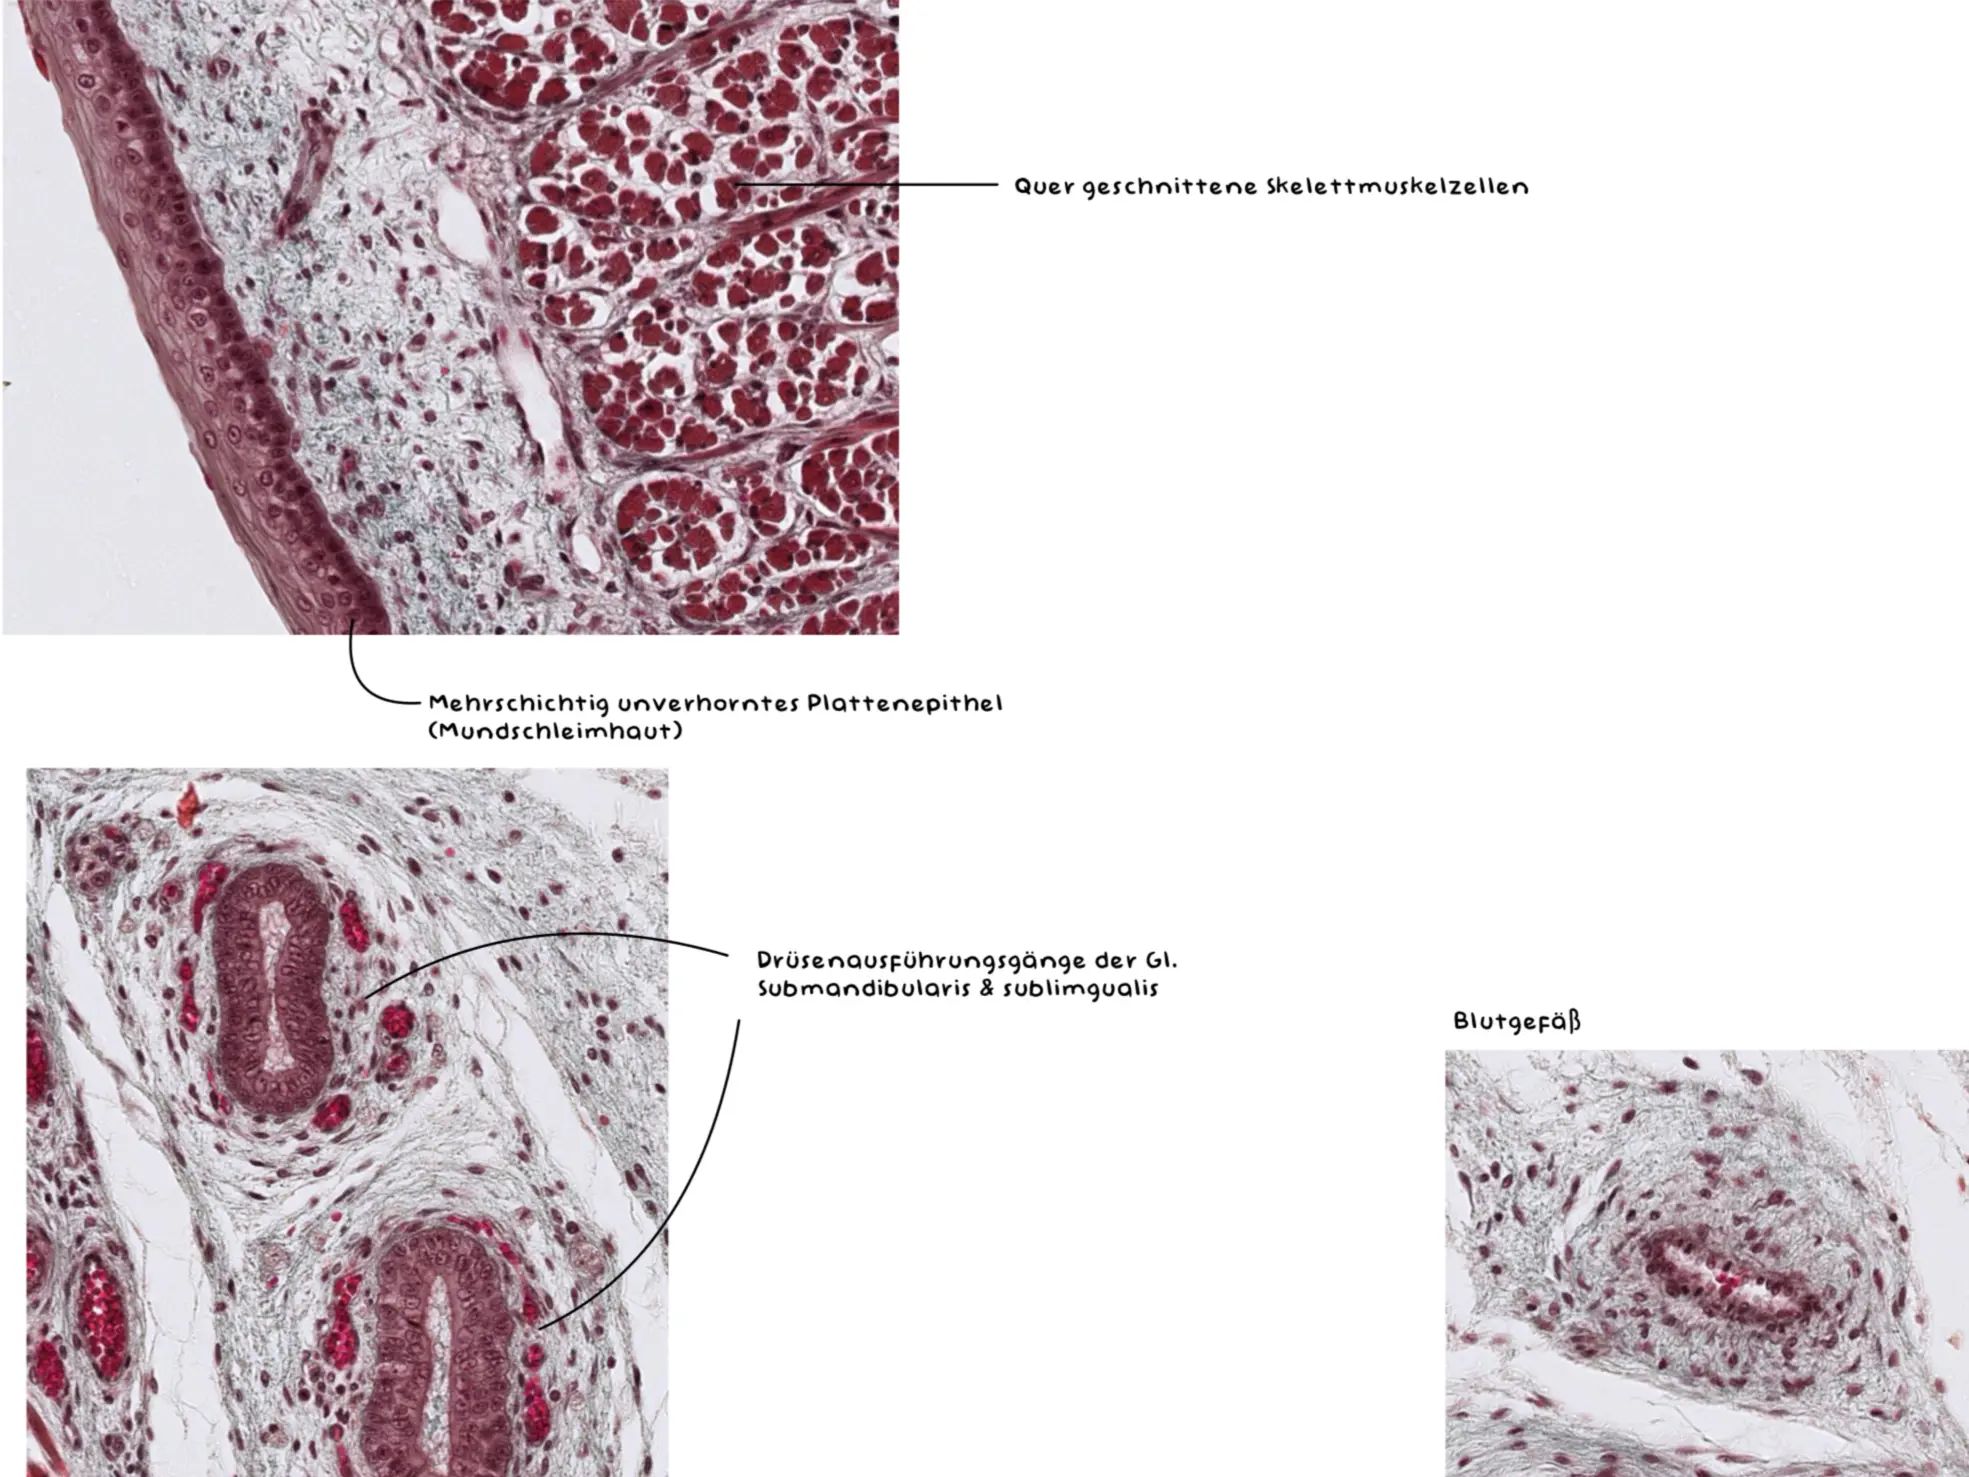 Quer geschnittene Skelettmuskelzellen
Mehrschichtig unverhorntes Plattenepithel
(Mundschleimhaut)
Drüsenausführungsgänge der Gl.
Submandibularis & sublimgualis
Blutgefäß